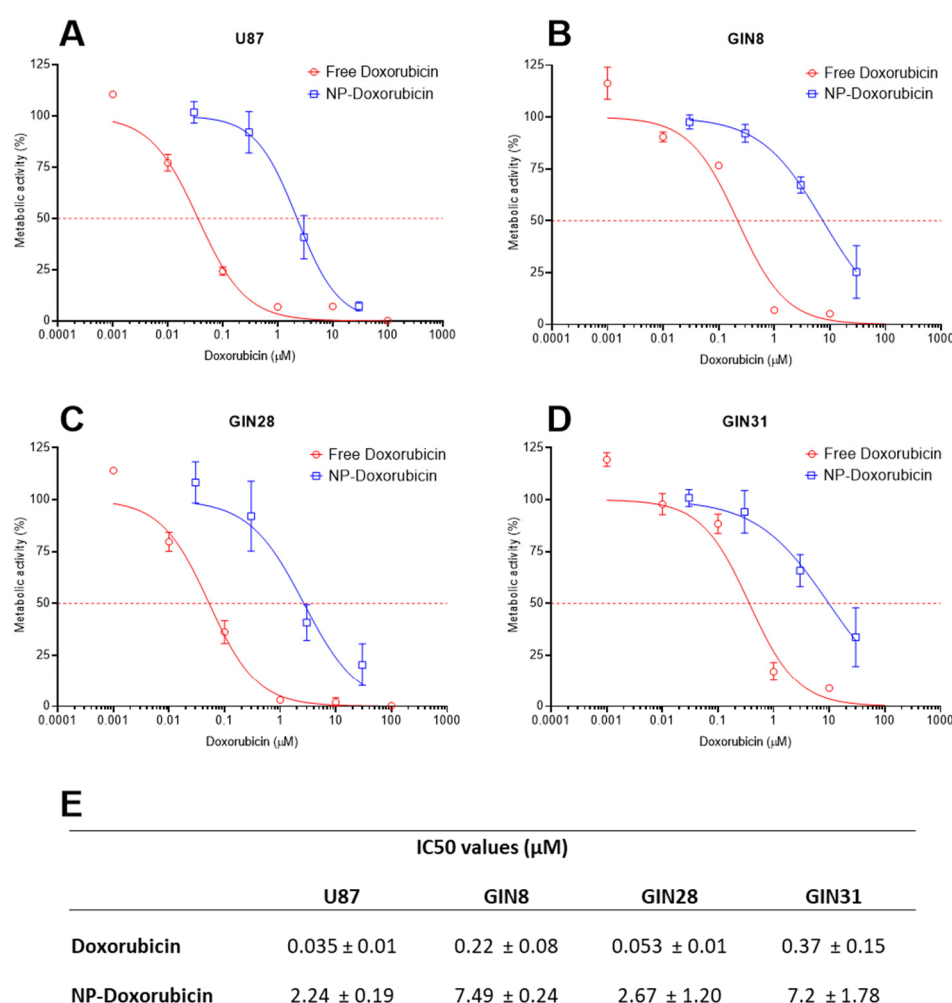 A
U87
125
100
75
50
25
0
Metabolic activity (%)
Free Doxorubicin
NP-Doxorubicin
0.0001 0.001 0.01 0.1 1 10 100 1000
Doxorubicin (μM)
B
GIN8
125
100
75
50
25
0
Metabolic activity (%)
Free Doxorubicin
NP-Doxorubicin
0.0001 0.001 0.01 0.1 1 10 100 1000
Doxorubicin (μM)
C
GIN28
125
100
75
50
25
0
Metabolic activity (%)
Free Doxorubicin
NP-Doxorubicin
0.0001 0.001 0.01 0.1 1 10 100 1000
Doxorubicin (μM)
D
GIN31
125
100
75
50
25
0
Metabolic activity (%)
Free Doxorubicin
NP-Doxorubicin
0.0001 0.001 0.01 0.1 1 10 100 1000
Doxorubicin (μM)
E
IC50 values (μM)
U87 GIN8 GIN28 GIN31
Doxorubicin 0.035 ± 0.01 0.22 ± 0.08 0.053 ± 0.01 0.37 ± 0.15
NP-Doxorubicin 2.24 ± 0.19 7.49 ± 0.24 2.67 ± 1.20 7.2 ± 1.78